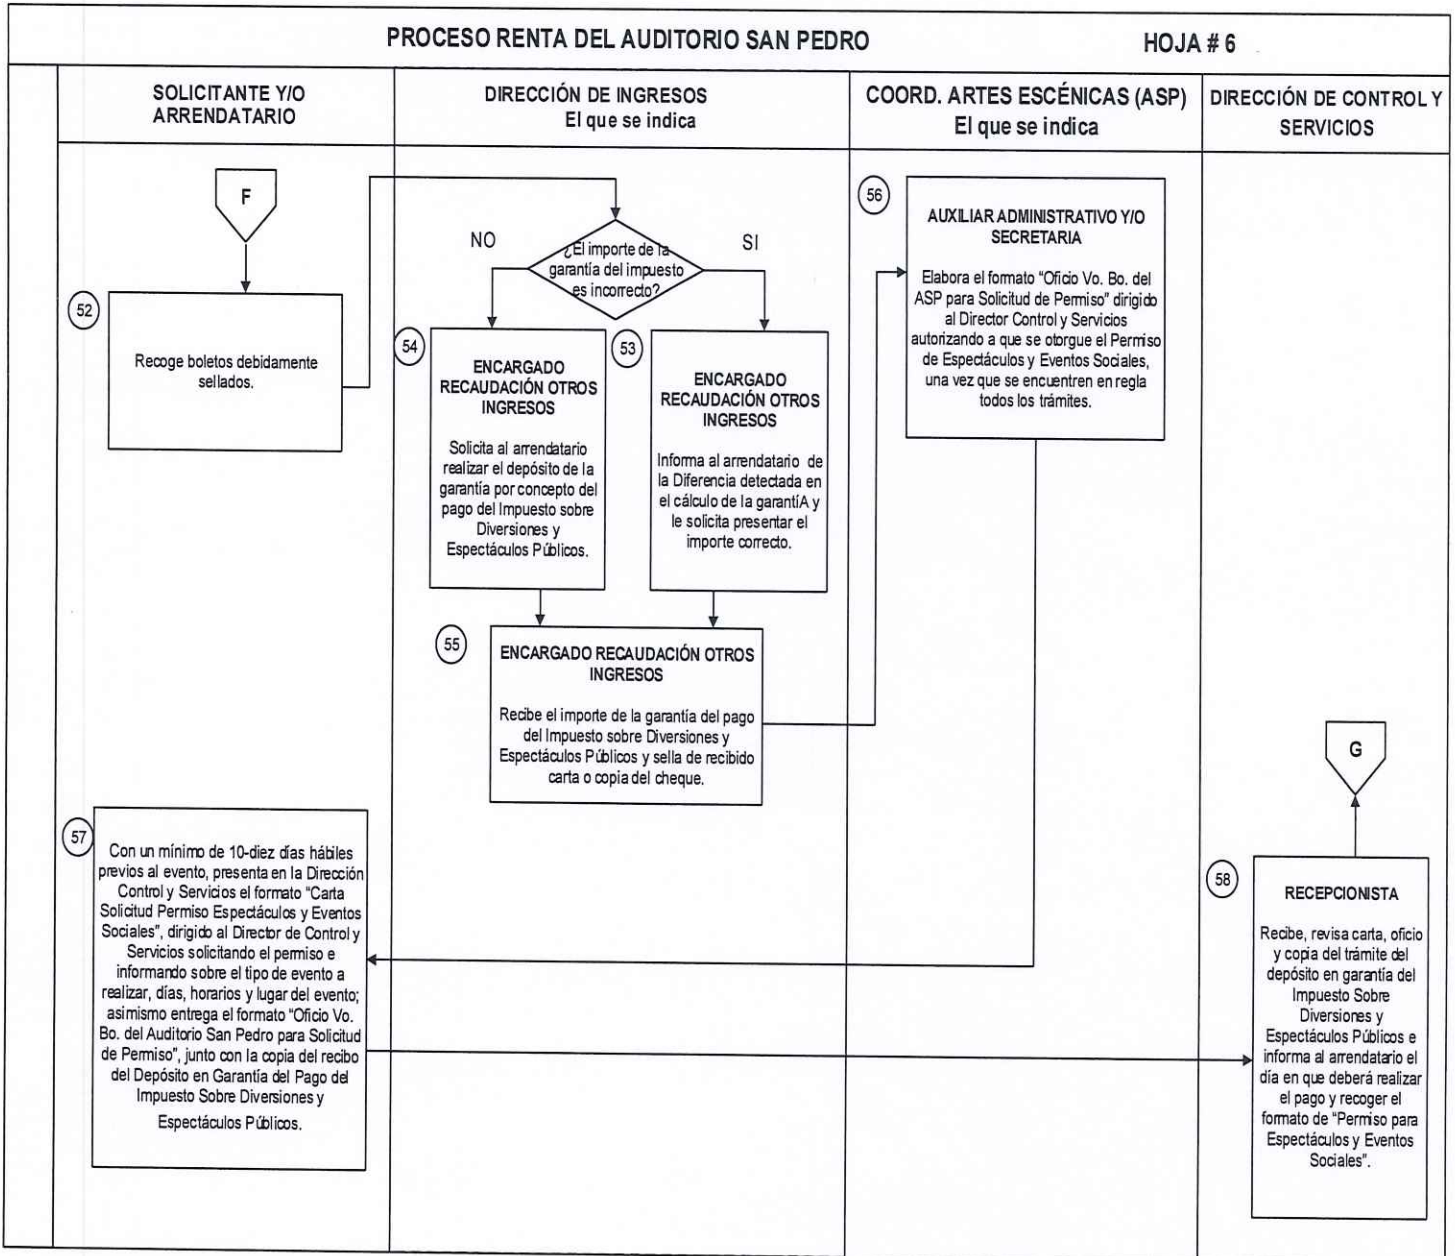 PROCESO RENTA DEL AUDITORIO SAN PEDRO
HOJA # 6
SOLICITANTE Y/O
ARRENDATARIO
DIRECCIÓN DE INGRESOS
El que se indica
COORD. ARTES ESCÉNICAS (ASP)
El que se indica
DIRECCIÓN DE CONTROL Y
SERVICIOS
F
52
Recoge boletos debidamente
sellados.
NO
SI
¿El importe de la
garantía del impuesto
es incorrecto?
54
ENCARGADO
RECAUDACIÓN OTROS
INGRESOS
Solicita al arrendatario
realizar el depósito de la
garantía por concepto del
pago del Impuesto sobre
Diversiones y
Espectáculos Públicos.
53
ENCARGADO
RECAUDACIÓN OTROS
INGRESOS
Informa al arrendatario de
la Diferencia detectada en
el cálculo de la garantíA y
le solicita presentar el
importe correcto.
55
ENCARGADO RECAUDACIÓN OTROS
INGRESOS
Recibe el importe de la garantía del pago
del Impuesto sobre Diversiones y
Espectáculos Públicos y sella de recibido
carta o copia del cheque.
56
AUXILIAR ADMINISTRATIVO Y/O
SECRETARIA
Elabora el formato “Oficio Vo. Bo. del
ASP para Solicitud de Permiso” dirigido
al Director Control y Servicios
autorizando a que se otorgue el Permiso
de Espectáculos y Eventos Sociales,
una vez que se encuentren en regla
todos los trámites.
57
Con un mínimo de 10-diez días hábiles
previos al evento, presenta en la Dirección
Control y Servicios el formato “Carta
Solicitud Permiso Espectáculos y Eventos
Sociales”, dirigido al Director de Control y
Servicios solicitando el permiso e
informando sobre el tipo de evento a
realizar, días, horarios y lugar del evento;
asimismo entrega el formato “Oficio Vo.
Bo. del Auditorio San Pedro para Solicitud
de Permiso”, junto con la copia del recibo
del Depósito en Garantía del Pago del
Impuesto Sobre Diversiones y
Espectáculos Públicos.
G
58
RECEPCIONISTA
Recibe, revisa carta, oficio
y copia del trámite del
depósito en garantía del
Impuesto Sobre
Diversiones y
Espectáculos Públicos e
informa al arrendatario el
día en que deberá realizar
el pago y recoger el
formato de “Permiso para
Espectáculos y Eventos
Sociales”.